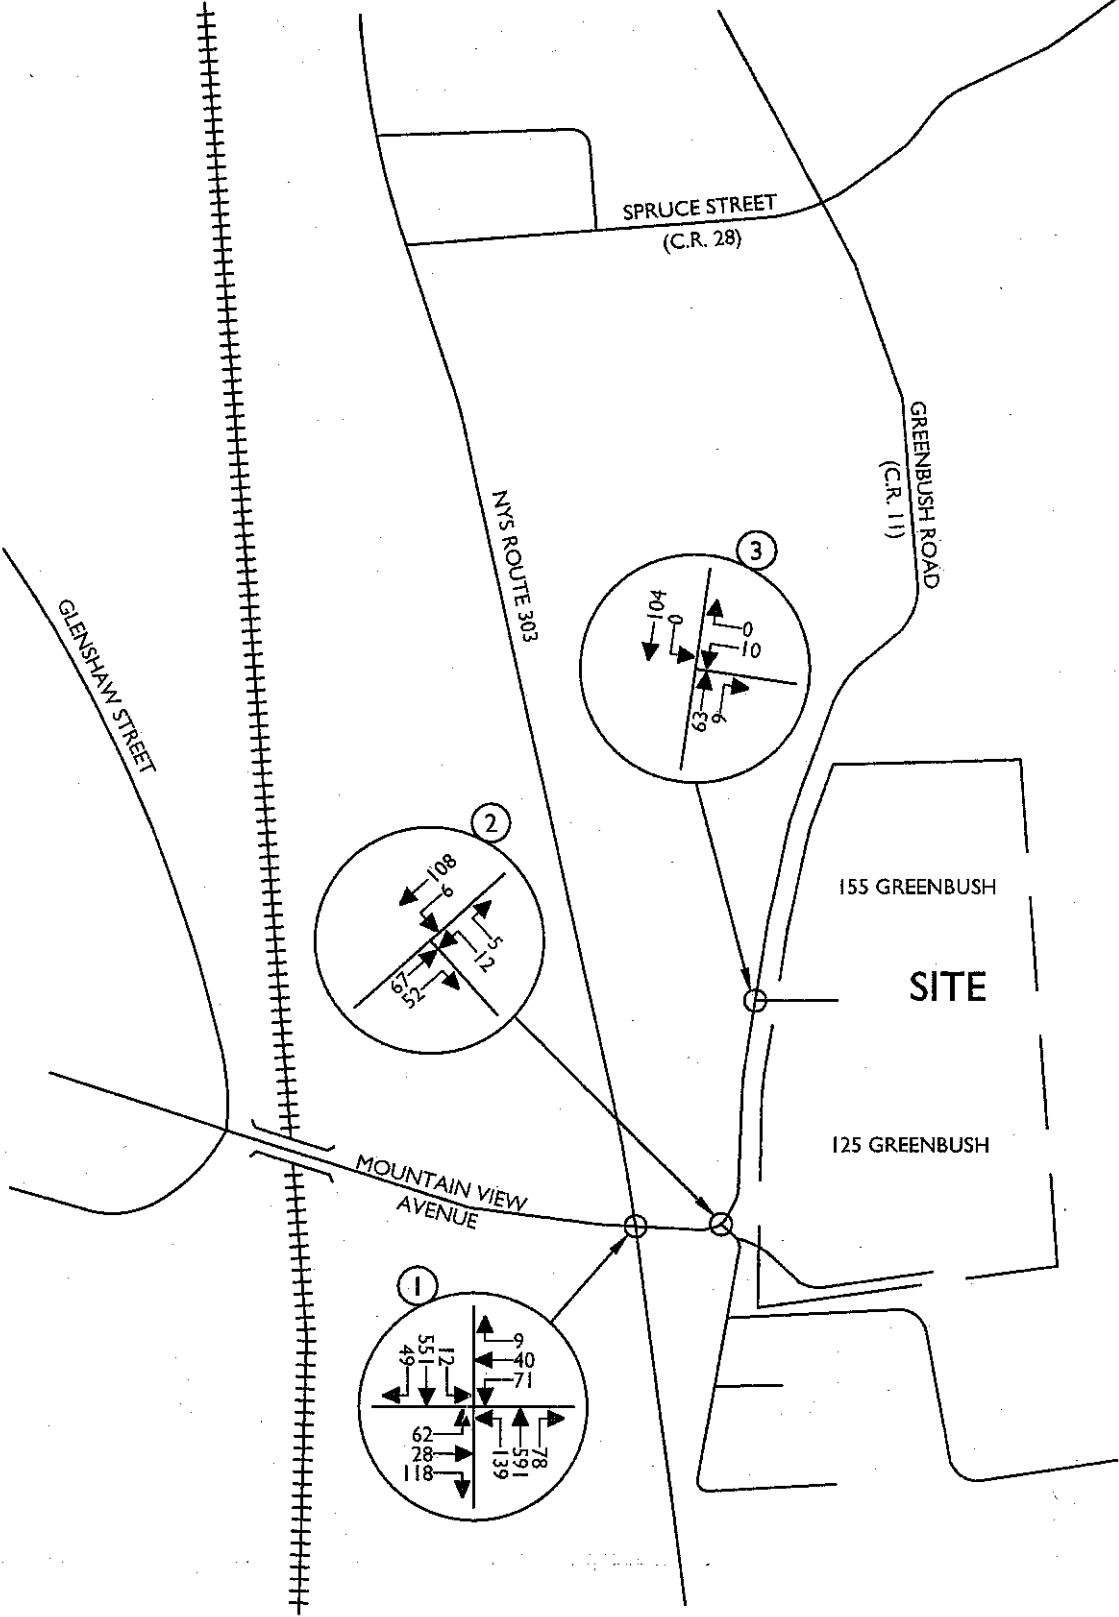 SPRUCE STREET
(C.R. 28)
GREENBUSH ROAD
(C.R. 11)
NYS ROUTE 303
GLENSHAW STREET
3
104
0
0
10
63
9
2
108
6
5
12
67
52
155 GREENBUSH
SITE
125 GREENBUSH
MOUNTAIN VIEW
AVENUE
1
49
551
12
9
40
71
62
28
118
139
591
78